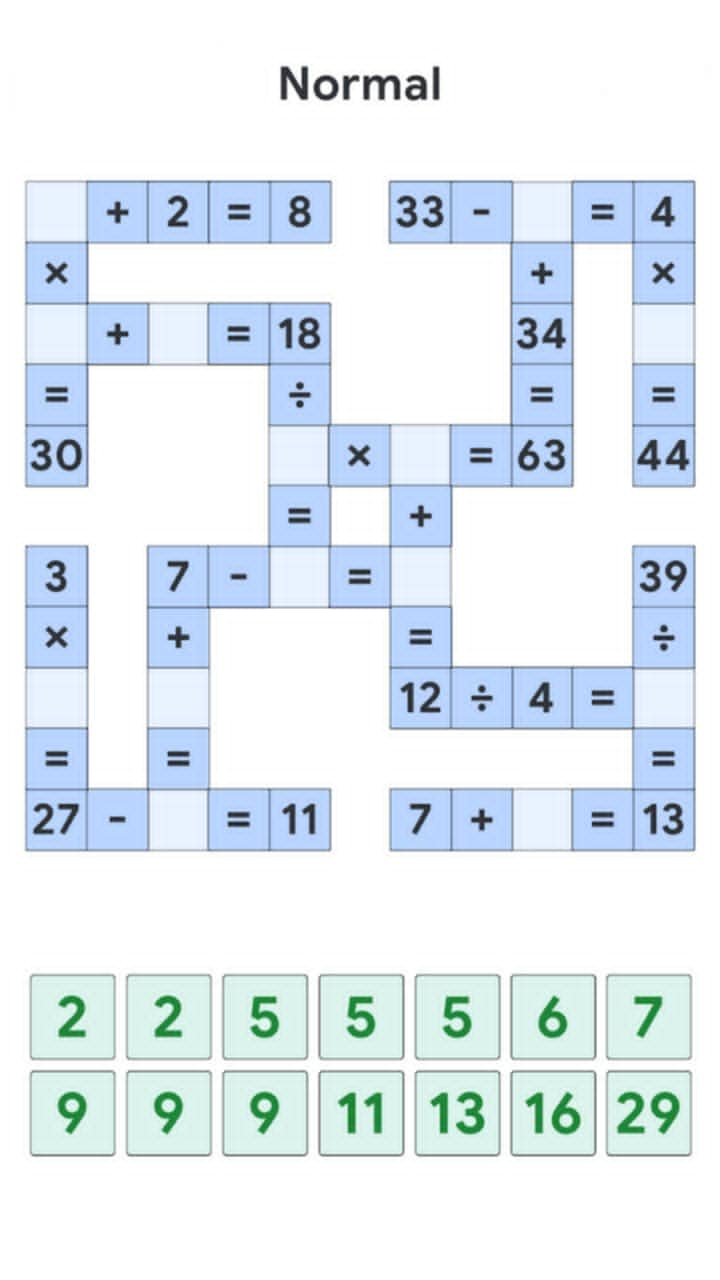 Normal
+ 2 = 8 33 - = 4
× + ×
+ = 18 34
= ÷ = =
30 × = 63 44
= +
3 7 - = 39
× + = ÷
12 ÷ 4 =
= = =
27 - = 11 7 + = 13
2 2 5 5 5 6 7
9 9 9 11 13 16 29